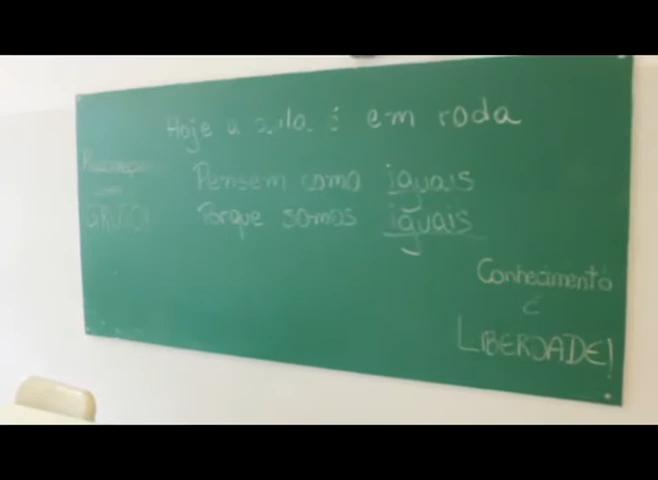 Hoje a aula é em roda
Pensem como iguais
Porque somos iguais
Conhecimento
é
LIBERDADE!